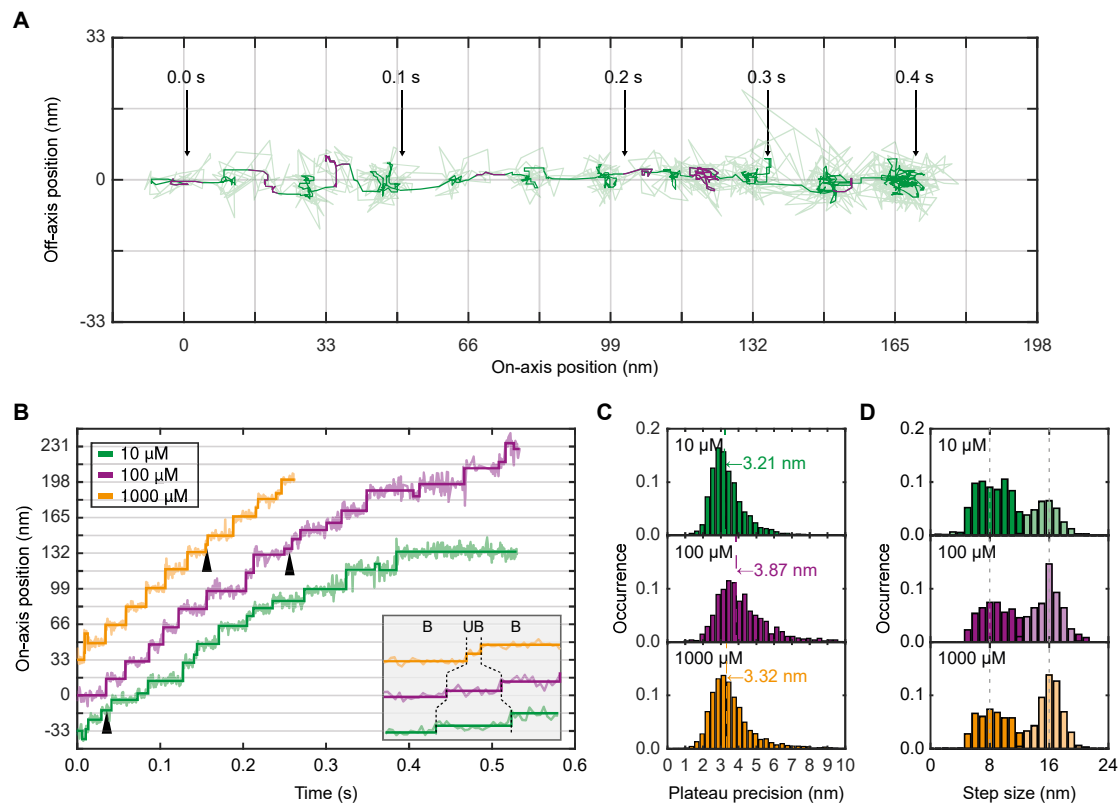 A
33
0
-33
Off-axis position (nm)
0.0 s
0.1 s
0.2 s
0.3 s
0.4 s
0
33
66
99
132
165
198
On-axis position (nm)
B
10 µM
100 µM
1000 µM
231
198
165
132
99
66
33
0
-33
On-axis position (nm)
B
UB
B
0.0
0.1
0.2
0.3
0.4
0.5
0.6
Time (s)
C
0.2
0.1
0.0
10 µM
←3.21 nm
0.1
0.0
100 µM
←3.87 nm
0.1
0.0
1000 µM
←3.32 nm
Occurrence
0 1 2 3 4 5 6 7 8 9 10
Plateau precision (nm)
D
0.2
0.1
0.0
10 µM
0.1
0.0
100 µM
0.1
0.0
1000 µM
Occurrence
0
8
16
24
Step size (nm)